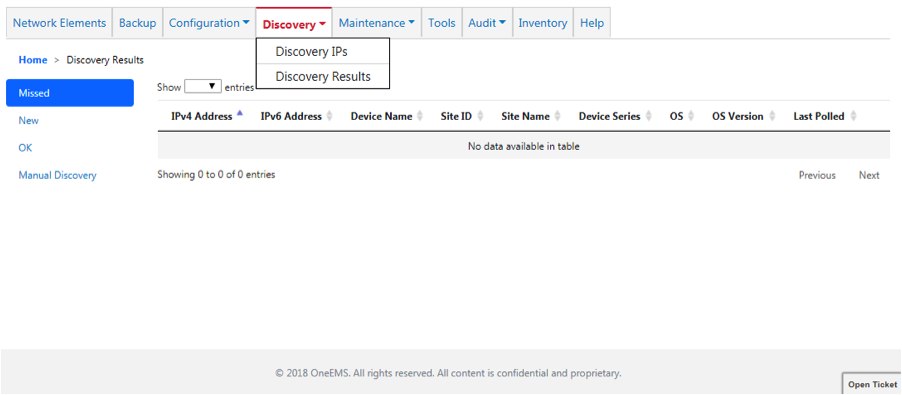 Network Elements Backup Configuration Discovery Maintenance Tools Audit Inventory Help
Discovery IPs
Discovery Results
Home > Discovery Results
Missed
New
OK
Manual Discovery
Show entries
IPv4 Address IPv6 Address Device Name Site ID Site Name Device Series OS OS Version Last Polled
No data available in table
Showing 0 to 0 of 0 entries
Previous Next
© 2018 OneEMS. All rights reserved. All content is confidential and proprietary.
Open Ticket